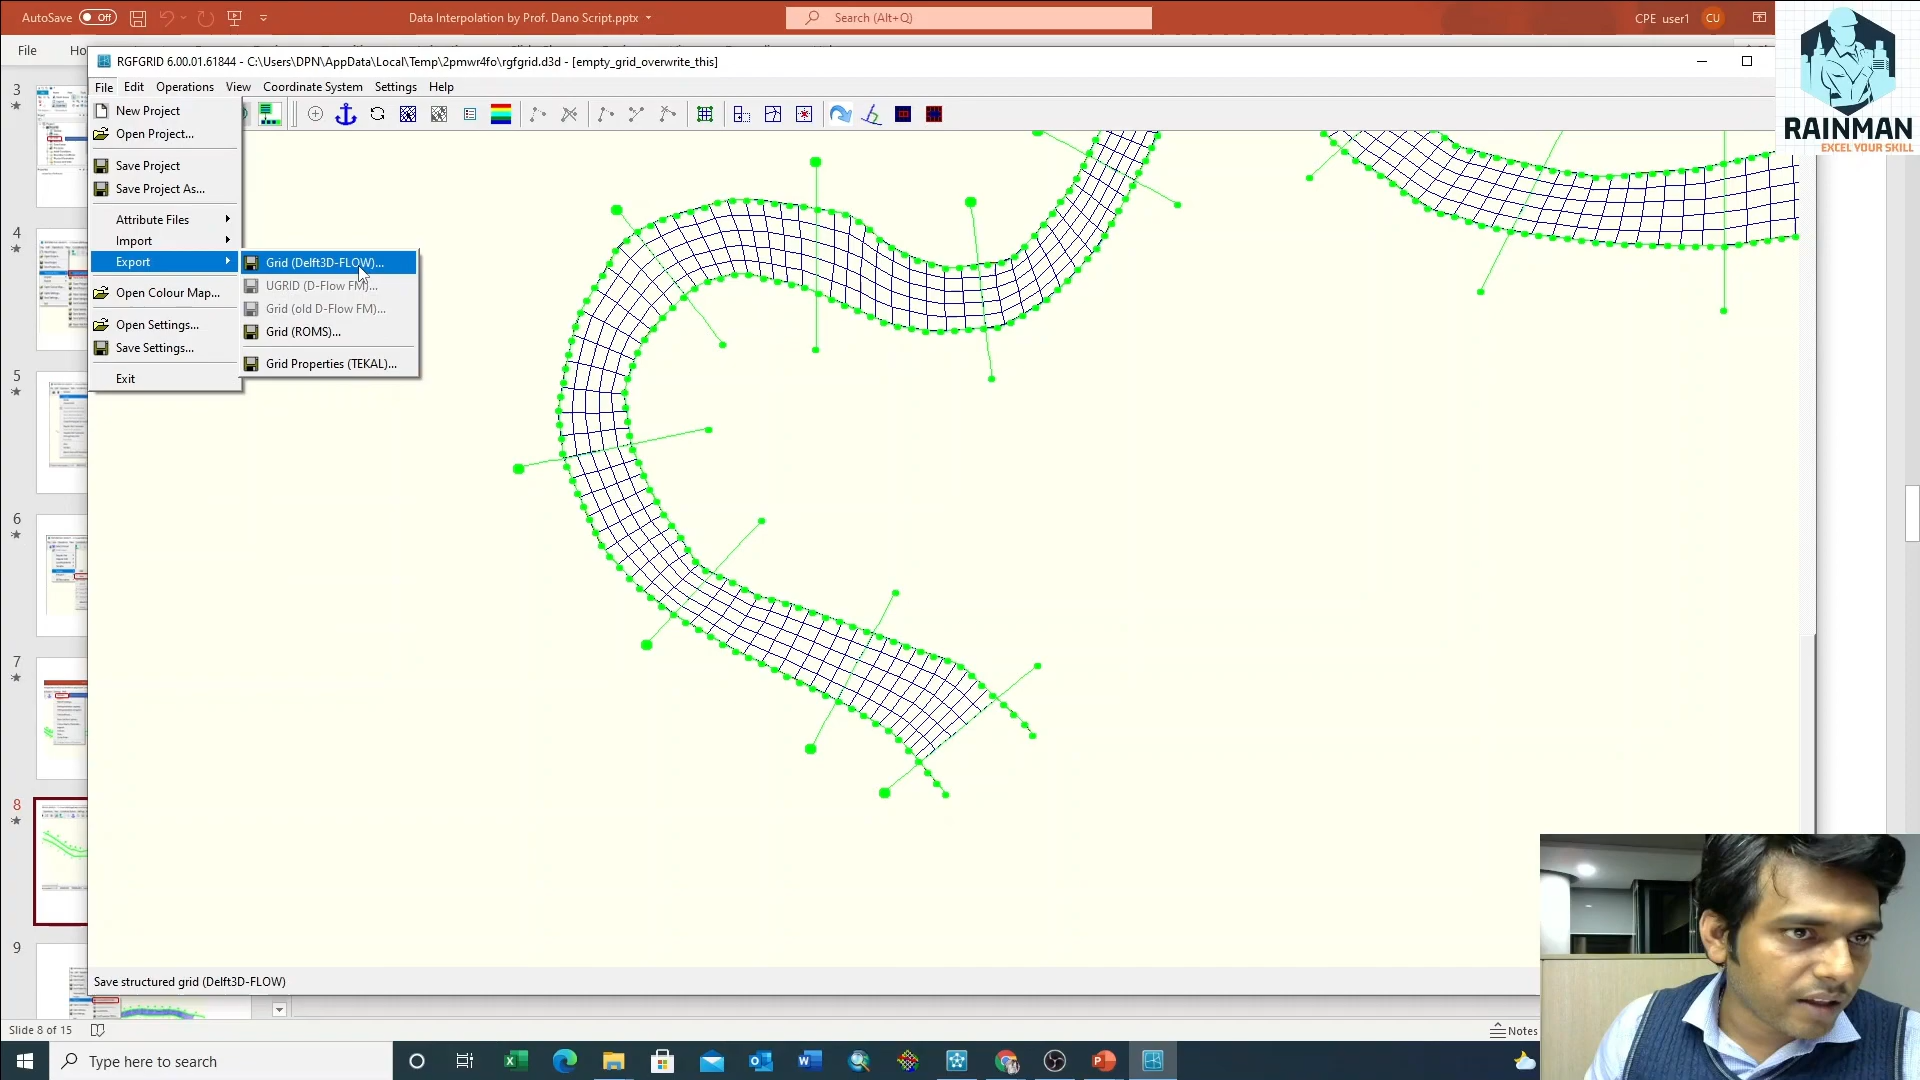 AutoSave Off
Data Interpolation by Prof. Dano Script.pptx
Search (Alt+Q)
CPE user1 CU
File
RGFGRID 6.00.01.61844 - C:\Users\DPN\AppData\Local\Temp\2pmwr4fo\rgfgrid.d3d - [empty_grid_overwrite_this]
File Edit Operations View Coordinate System Settings Help
New Project
Open Project...
Save Project
Save Project As...
Attribute Files
Import
Export
Open Colour Map...
Open Settings...
Save Settings...
Exit
Grid (Delft3D-FLOW)...
UGRID (D-Flow FM)...
Grid (old D-Flow FM)...
Grid (ROMS)...
Grid Properties (TEKAL)...
RAINMAN
EXCEL YOUR SKILL
3
4
5
6
7
8
9
Save structured grid (Delft3D-FLOW)
Slide 8 of 15
Notes
Type here to search